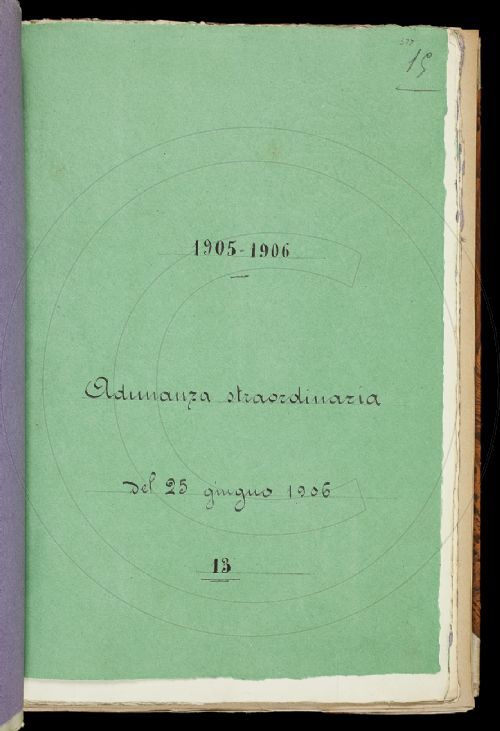 15
1905-1906
Adunanza straordinaria
del 25 giugno 1906
13